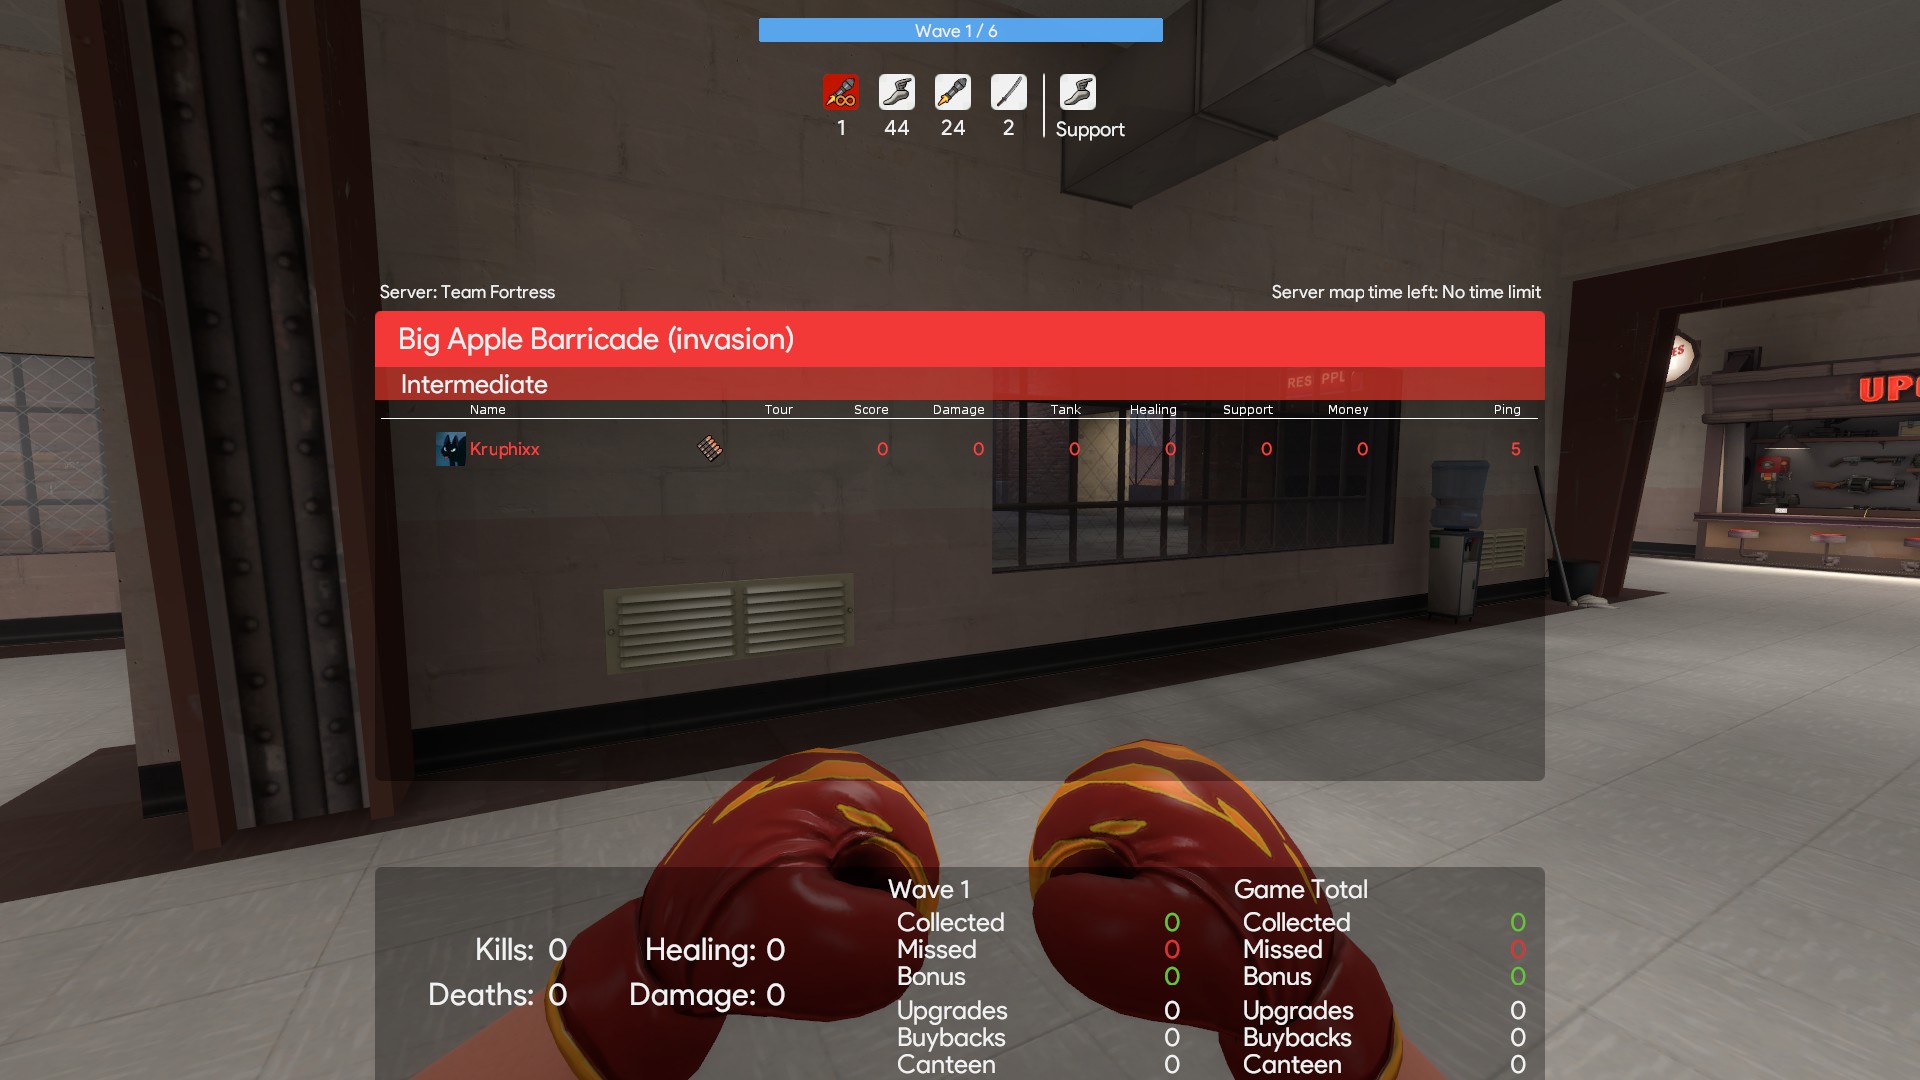 Wave 1 / 6
1 44 24 2 Support
Server: Team Fortress Server map time left: No time limit
Big Apple Barricade (invasion)
Intermediate
Name Tour Score Damage Tank Healing Support Money Ping
Kruphixx 0 0 0 0 0 0 5
Wave 1 Game Total
Collected 0 Collected 0
Kills: 0 Healing: 0 Missed 0 Missed 0
Bonus 0 Bonus 0
Deaths: 0 Damage: 0
Upgrades 0 Upgrades 0
Buybacks 0 Buybacks 0
Canteen 0 Canteen 0